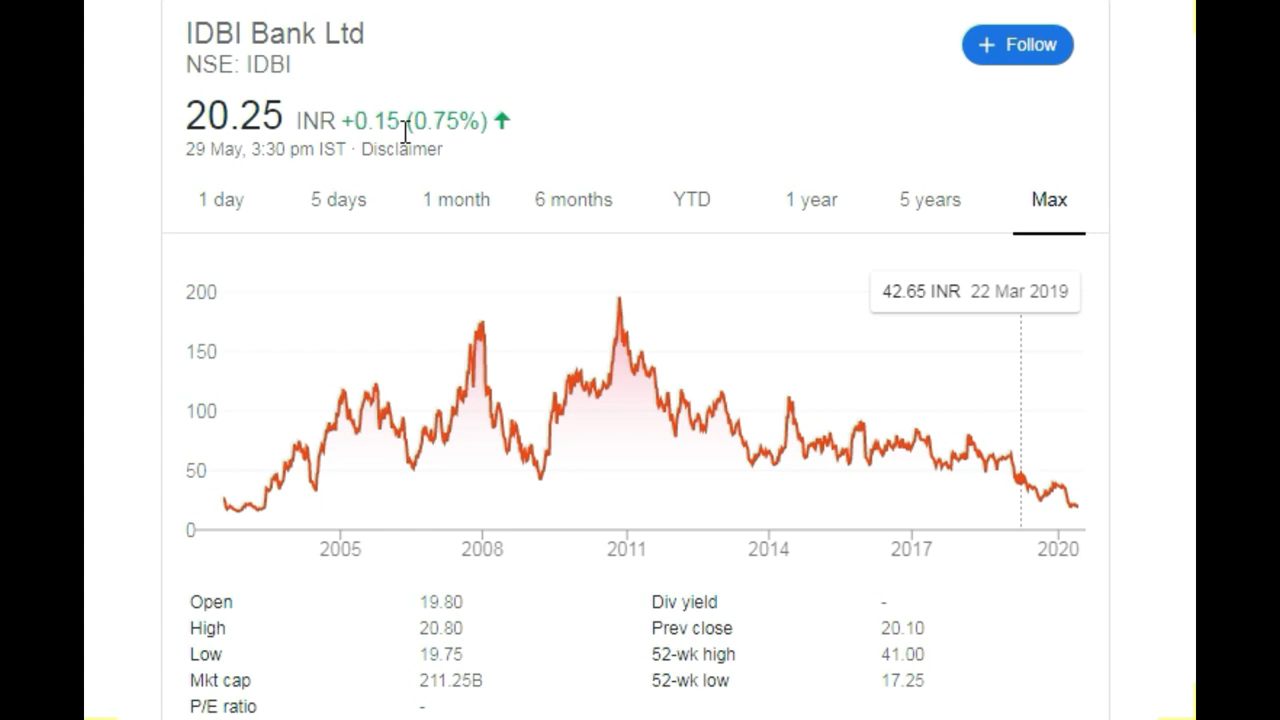 IDBI Bank Ltd
NSE: IDBI
+ Follow
20.25 INR +0.15 (0.75%) ↑
29 May, 3:30 pm IST · Disclaimer
1 day 5 days 1 month 6 months YTD 1 year 5 years Max
42.65 INR 22 Mar 2019
200
150
100
50
0
2005 2008 2011 2014 2017 2020
Open 19.80 Div yield -
High 20.80 Prev close 20.10
Low 19.75 52-wk high 41.00
Mkt cap 211.25B 52-wk low 17.25
P/E ratio -